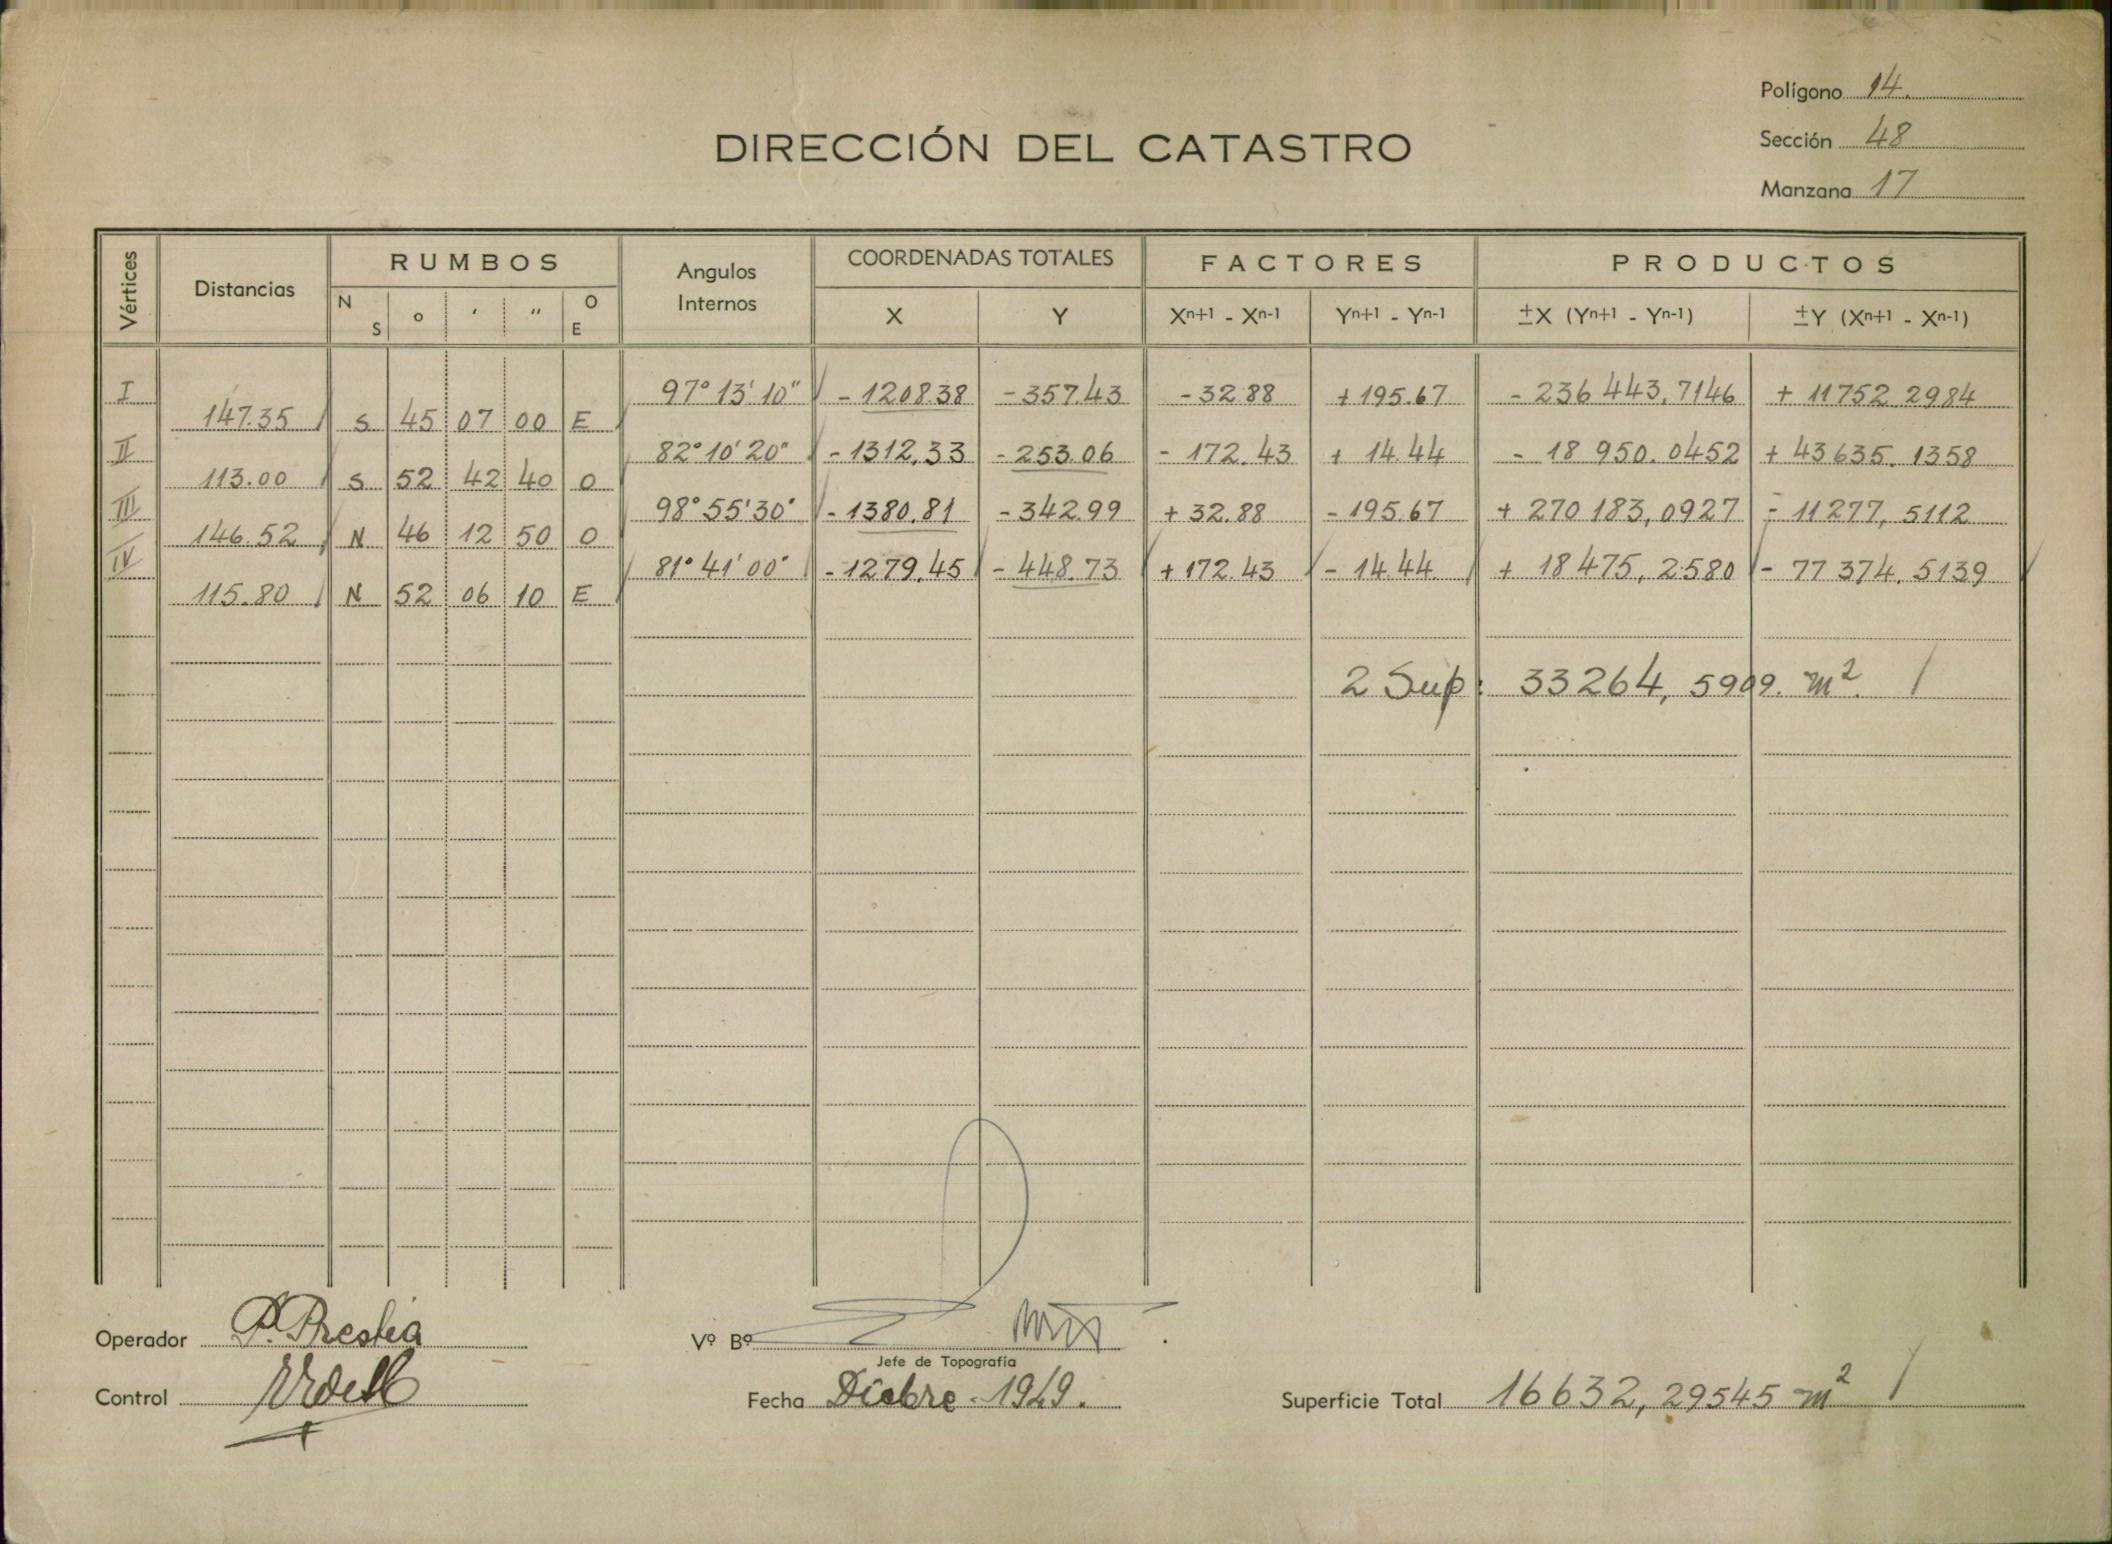 Polígono 14.
DIRECCIÓN DEL CATASTRO
Sección 48
Manzana 17
Vértices Distancias RUMBOS Angulos Internos COORDENADAS TOTALES FACTORES PRODUCTOS
N S o ' " O E X Y Xn+1 - Xn-1 Yn+1 - Yn-1 ±X (Yn+1 - Yn-1) ±Y (Xn+1 - Xn-1)
I 97° 13' 10" - 1208.38 - 357.43 - 32.88 + 195.67 - 236 443,7146 + 11752 2984
147.35 S 45 07 00 E
II 82° 10' 20" - 1312,33 - 253.06 - 172.43 + 14.44 - 18 950.0452 + 43635.1358
113.00 S 52 42 40 O
III 98° 55' 30" - 1380,81 - 342.99 + 32.88 - 195.67 + 270 183,0927 - 11277,5112
146.52 N 46 12 50 O
IV 81° 41' 00" - 1279,45 - 448.73 + 172.43 - 14.44 + 18 475,2580 - 77 374.5139
115.80 N 52 06 10 E
2 Sup: 33264,5909. m².
Operador P. Prestia
Vº Bº
Jefe de Topografía
Control
Fecha Dicbre - 1949.
Superficie Total 16632,29545 m²